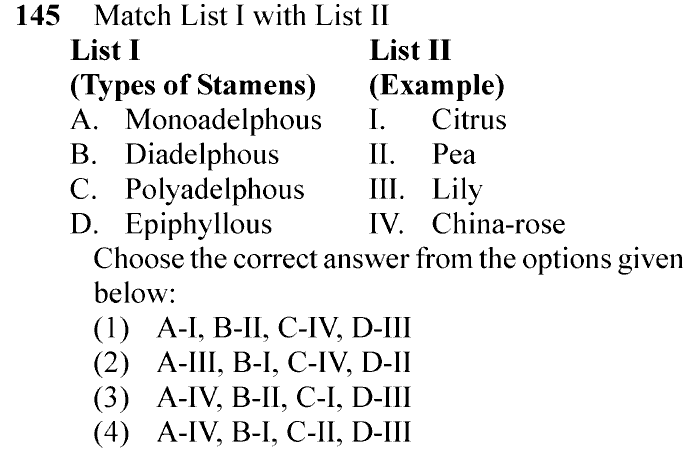 145 Match List I with List II
List I List II
(Types of Stamens) (Example)
A. Monoadelphous I. Citrus
B. Diadelphous II. Pea
C. Polyadelphous III. Lily
D. Epiphyllous IV. China-rose
Choose the correct answer from the options given
below:
(1) A-I, B-II, C-IV, D-III
(2) A-III, B-I, C-IV, D-II
(3) A-IV, B-II, C-I, D-III
(4) A-IV, B-I, C-II, D-III